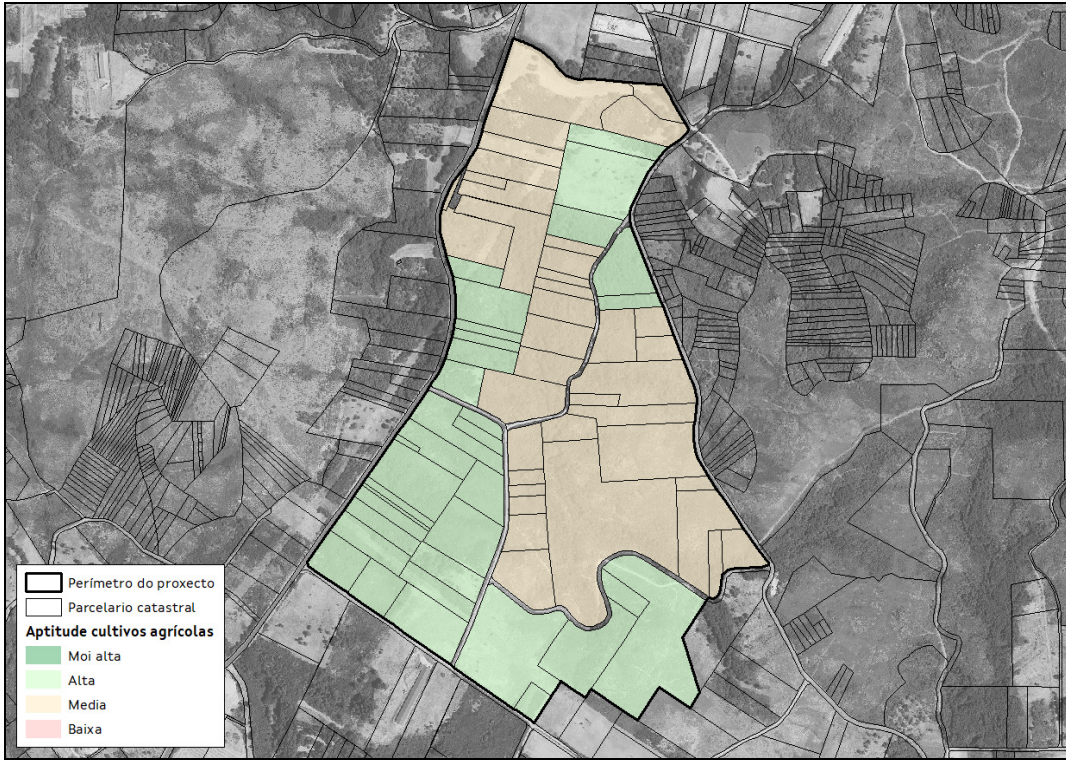 Perímetro do proxecto
Parcelario catastral
Aptitude cultivos agrícolas
Moi alta
Alta
Media
Baixa